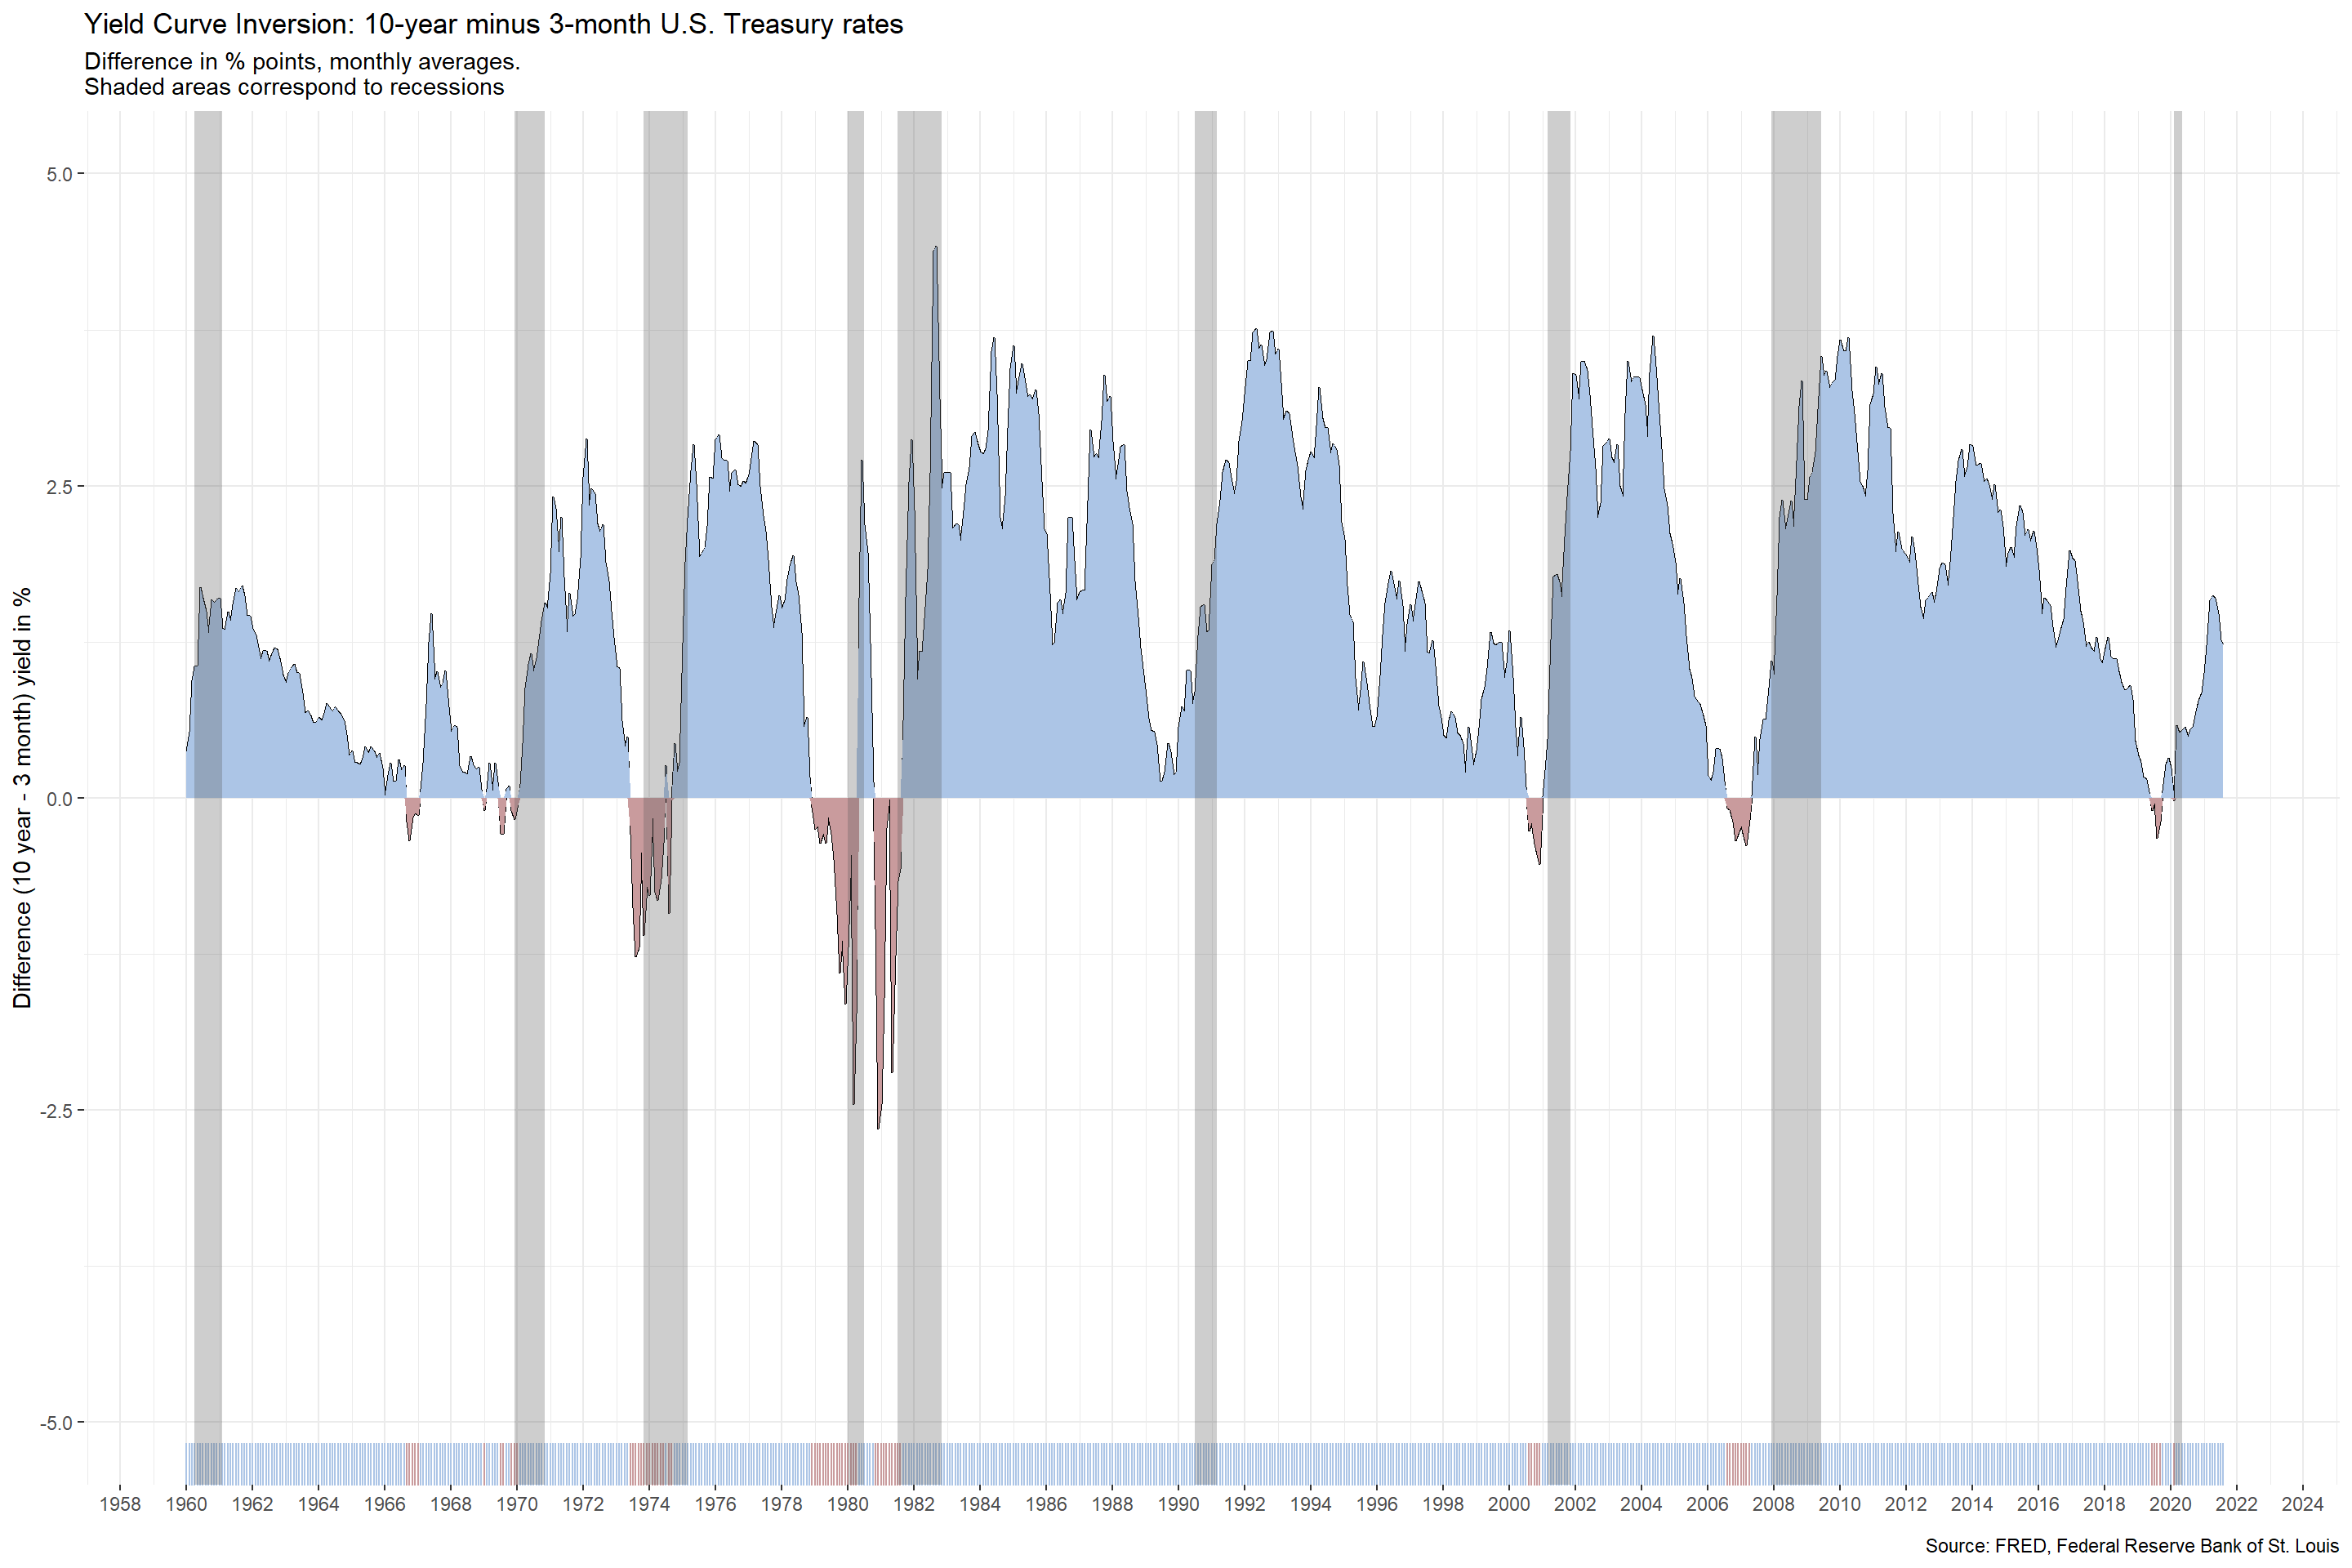 Yield Curve Inversion: 10-year minus 3-month U.S. Treasury rates
Difference in % points, monthly averages.
Shaded areas correspond to recessions
Difference (10 year - 3 month) yield in %
5.0
2.5
0.0
-2.5
-5.0
1958 1960 1962 1964 1966 1968 1970 1972 1974 1976 1978 1980 1982 1984 1986 1988 1990 1992 1994 1996 1998 2000 2002 2004 2006 2008 2010 2012 2014 2016 2018 2020 2022 2024
Source: FRED, Federal Reserve Bank of St. Louis